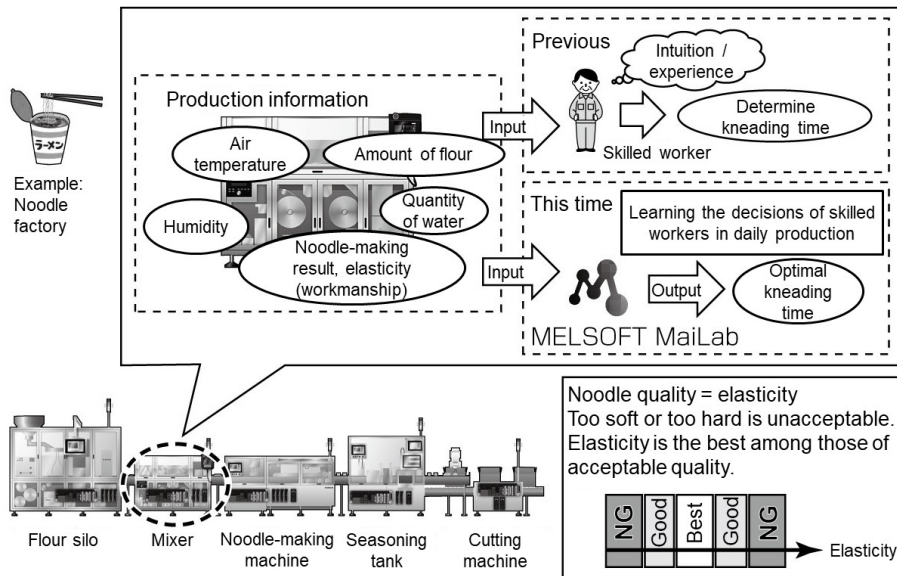 Example:
Noodle
factory
ラーメン
Production information
Air
temperature
Amount of flour
Humidity
Quantity
of water
Noodle-making
result, elasticity
(workmanship)
Input
Previous
Intuition /
experience
Skilled worker
Determine
kneading time
Input
This time
Learning the decisions of skilled
workers in daily production
MELSOFT MaiLab
Output
Optimal
kneading
time
Flour silo
Mixer
Noodle-making
machine
Seasoning
tank
Cutting
machine
Noodle quality = elasticity
Too soft or too hard is unacceptable.
Elasticity is the best among those of
acceptable quality.
NG
Good
Best
Good
NG
Elasticity